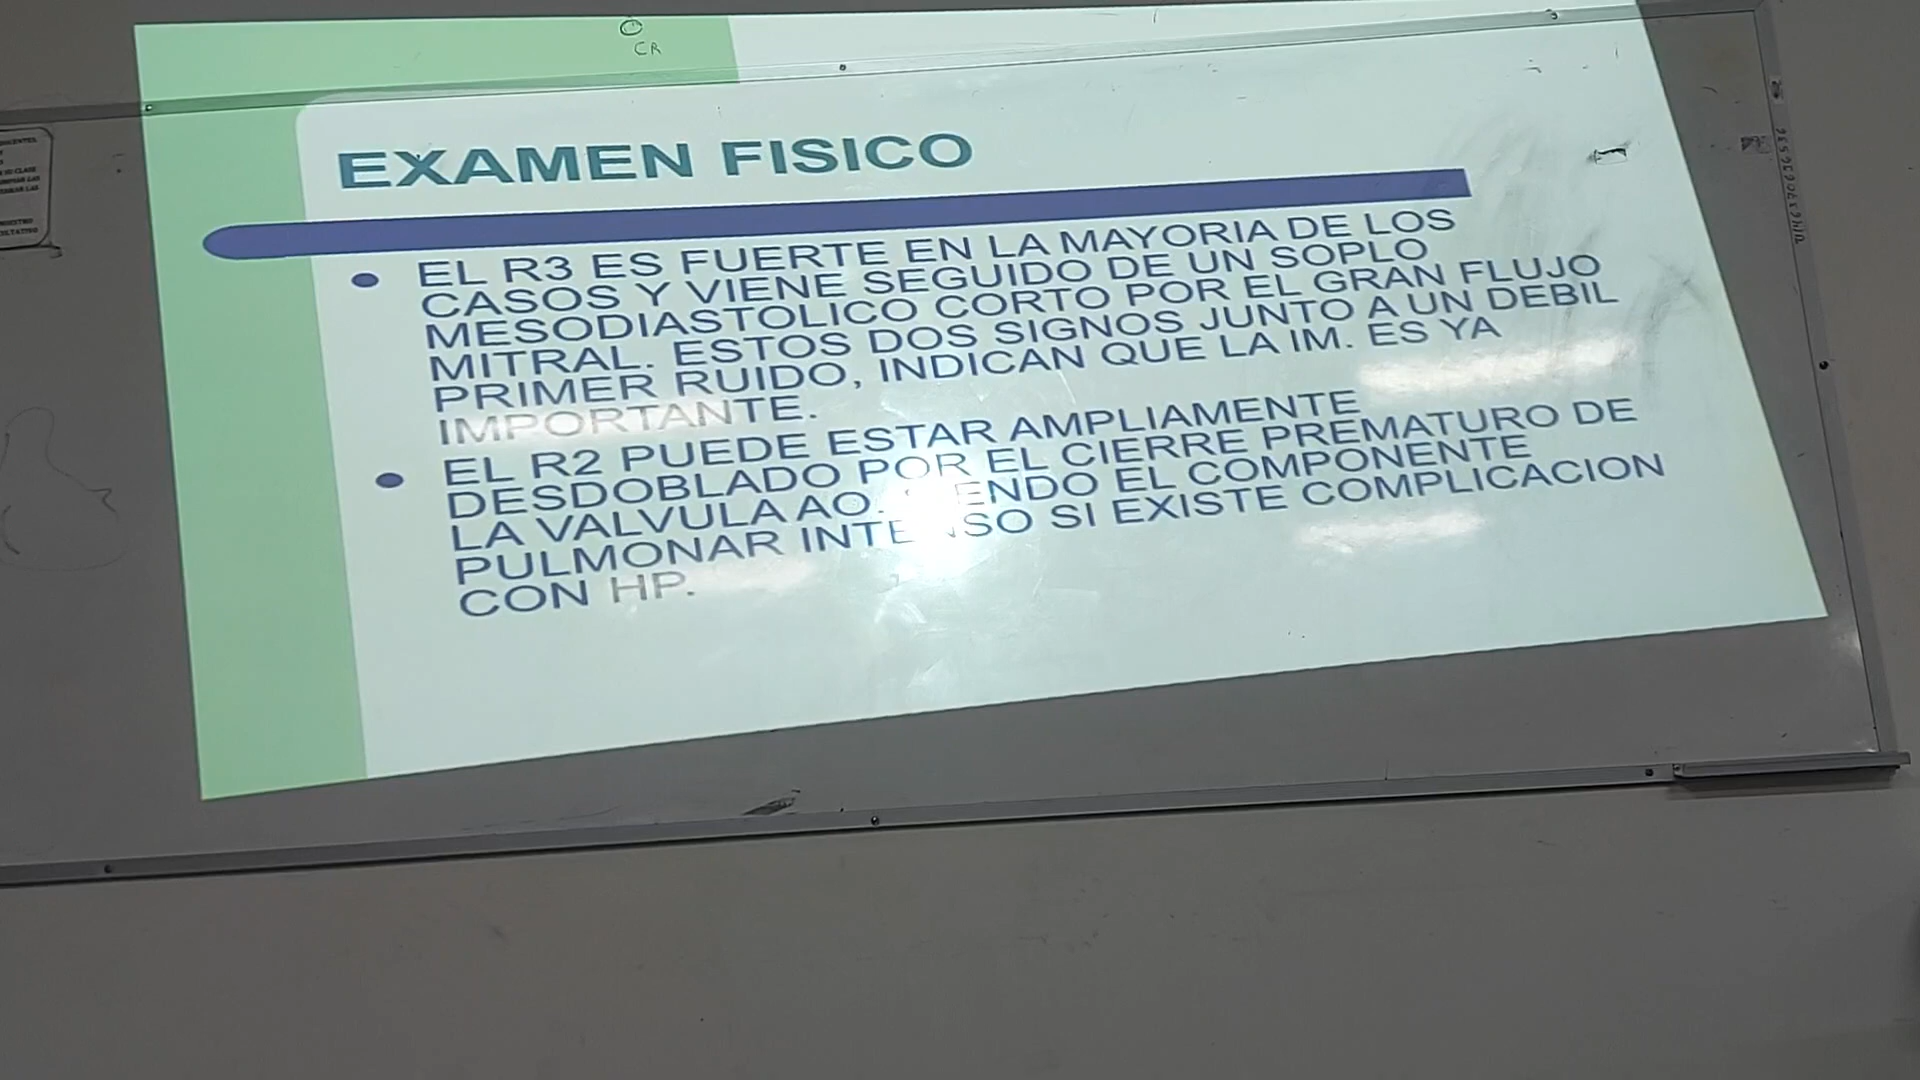 CR
EXAMEN FISICO
• EL R3 ES FUERTE EN LA MAYORIA DE LOS
CASOS Y VIENE SEGUIDO DE UN SOPLO
MESODIASTOLICO CORTO POR EL GRAN FLUJO
MITRAL. ESTOS DOS SIGNOS JUNTO A UN DEBIL
PRIMER RUIDO, INDICAN QUE LA IM. ES YA
IMPORTANTE.
• EL R2 PUEDE ESTAR AMPLIAMENTE
DESDOBLADO POR EL CIERRE PREMATURO DE
LA VALVULA AO. EL COMPONENTE
PULMONAR INTENSO SI EXISTE COMPLICACION
CON HP.